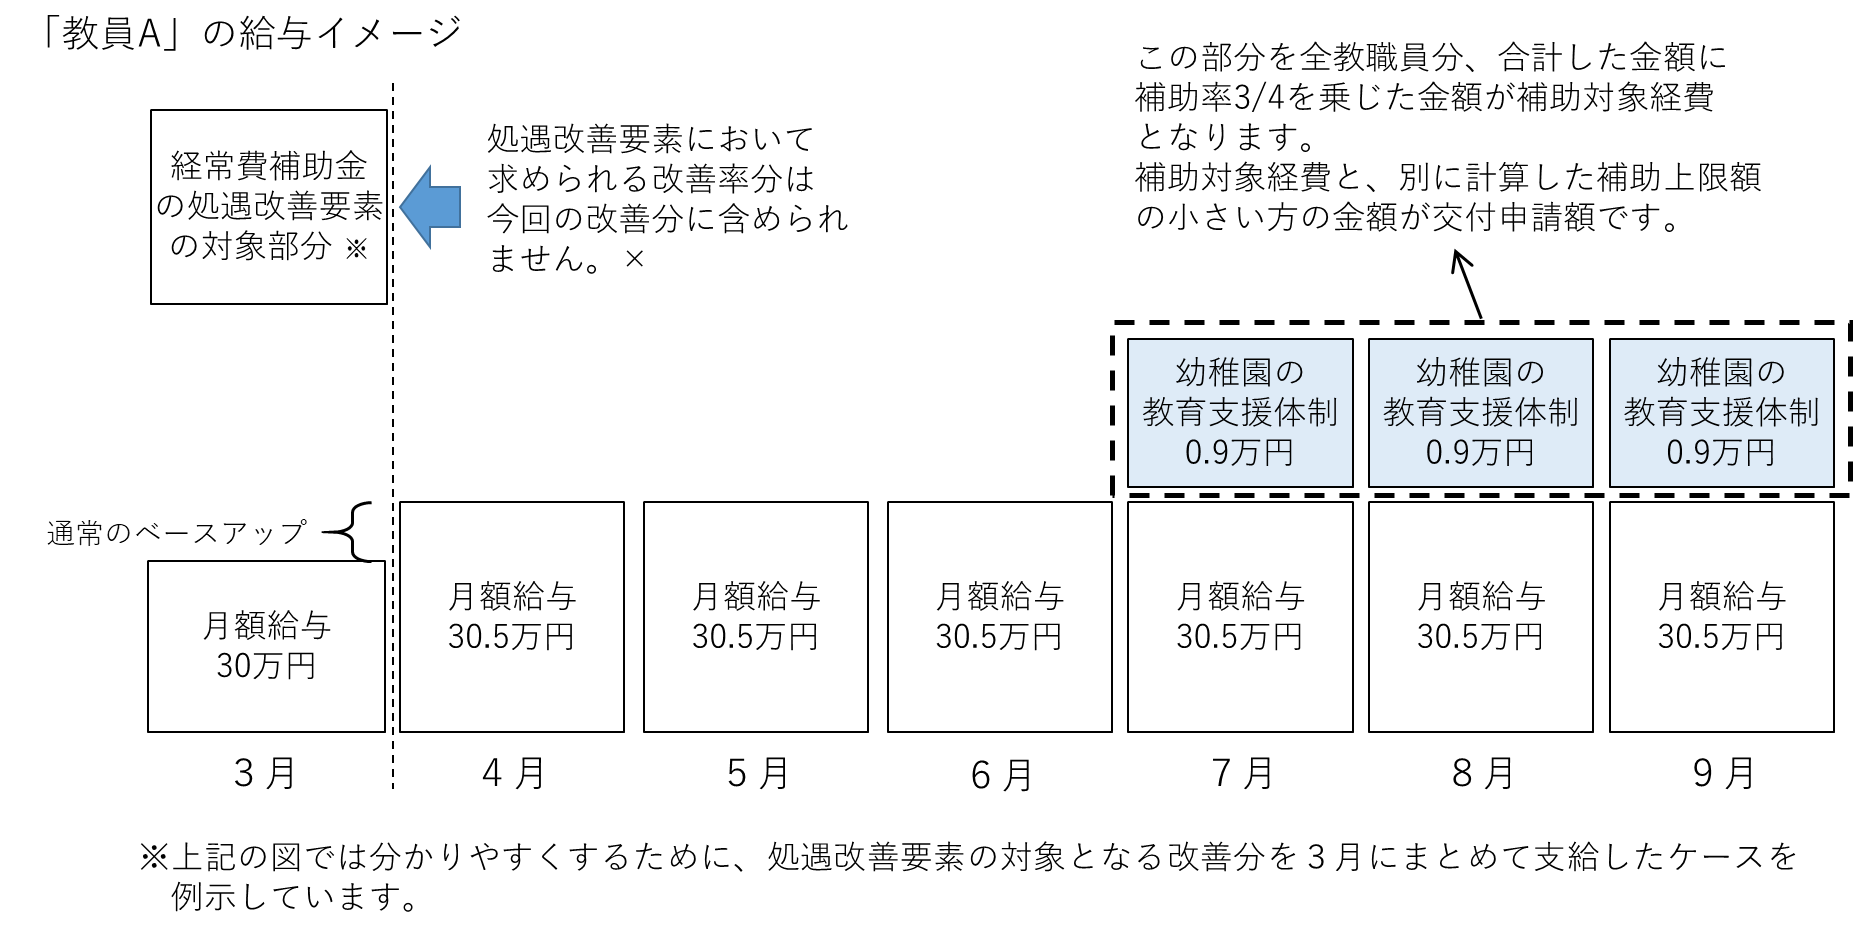 「教員A」の給与イメージ
この部分を全教職員分、合計した金額に
補助率3/4を乗じた金額が補助対象経費
となります。
補助対象経費と、別に計算した補助上限額
の小さい方の金額が交付申請額です。
経常費補助金
の処遇改善要素
の対象部分 ※
処遇改善要素において
求められる改善率分は
今回の改善分に含められ
ません。×
幼稚園の
教育支援体制
0.9万円
幼稚園の
教育支援体制
0.9万円
幼稚園の
教育支援体制
0.9万円
通常のベースアップ
月額給与
30万円
月額給与
30.5万円
月額給与
30.5万円
月額給与
30.5万円
月額給与
30.5万円
月額給与
30.5万円
月額給与
30.5万円
3月
4月
5月
6月
7月
8月
9月
※上記の図では分かりやすくするために、処遇改善要素の対象となる改善分を３月にまとめて支給したケースを
例示しています。